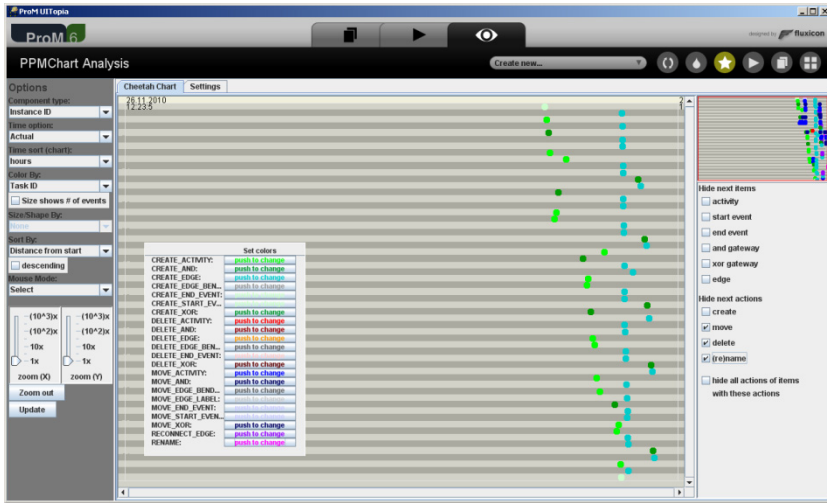 ProM UITopia
ProM 6
designed by fluxicon
PPMChart Analysis
Create new...
Options
Component type:
Instance ID
Time option:
Actual
Time sort (chart):
hours
Color By:
Task ID
Size shows # of events
Size/Shape By:
None
Sort By:
Distance from start
descending
Mouse Mode:
Select
(10^3)x
(10^3)x
(10^2)x
(10^2)x
10x
10x
1x
1x
zoom (X)
zoom (Y)
Zoom out
Update
Cheetah Chart
Settings
26.11.2010
12:23:5
2
1
Set colors
CREATE_ACTIVITY: push to change
CREATE_AND: push to change
CREATE_EDGE: push to change
CREATE_EDGE_BEN... push to change
CREATE_END_EVENT: push to change
CREATE_START_EV... push to change
CREATE_XOR: push to change
DELETE_ACTIVITY: push to change
DELETE_AND: push to change
DELETE_EDGE: push to change
DELETE_EDGE_BEN... push to change
DELETE_END_EVENT: push to change
DELETE_XOR: push to change
MOVE_ACTIVITY: push to change
MOVE_AND: push to change
MOVE_EDGE_BEND... push to change
MOVE_EDGE_LABEL: push to change
MOVE_END_EVENT: push to change
MOVE_START_EVEN... push to change
MOVE_XOR: push to change
RECONNECT_EDGE: push to change
RENAME: push to change
Hide next items
activity
start event
end event
and gateway
xor gateway
edge
Hide next actions
create
move
delete
(re)name
hide all actions of items
with these actions